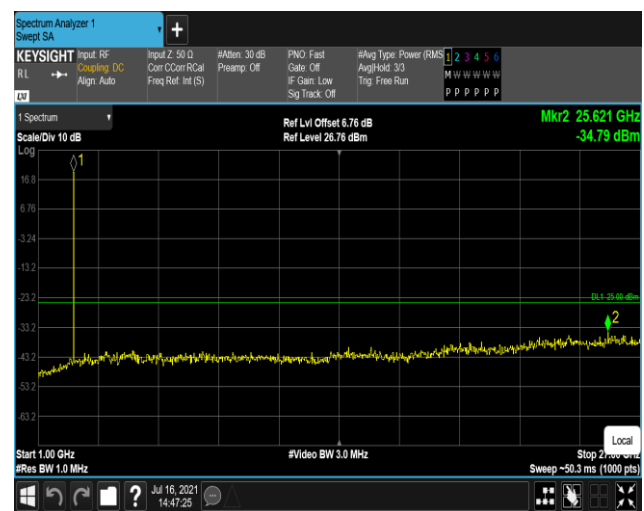 Spectrum Analyzer 1
Swept SA
+
KEYSIGHT
RL
LXI
Input: RF
Coupling: DC
Align: Auto
Input Z: 50 Ω
Corr CCorr RCal
Freq Ref: Int (S)
#Atten: 30 dB
Preamp: Off
PNO: Fast
Gate: Off
IF Gain: Low
Sig Track: Off
#Avg Type: Power (RMS
Avg|Hold: 3/3
Trig: Free Run
1 2 3 4 5 6
M W W W W W
P P P P P P
1 Spectrum
Scale/Div 10 dB
Ref Lvl Offset 6.76 dB
Ref Level 26.76 dBm
Mkr2 25.621 GHz
-34.79 dBm
Log
1
16.8
6.76
-3.24
-13.2
-23.2
DL1 -25.00 dBm
2
-33.2
-43.2
-53.2
-63.2
Local
Start 1.00 GHz
#Video BW 3.0 MHz
Stop 27.00 GHz
#Res BW 1.0 MHz
Sweep ~50.3 ms (1000 pts)
?
Jul 16, 2021
14:47:25